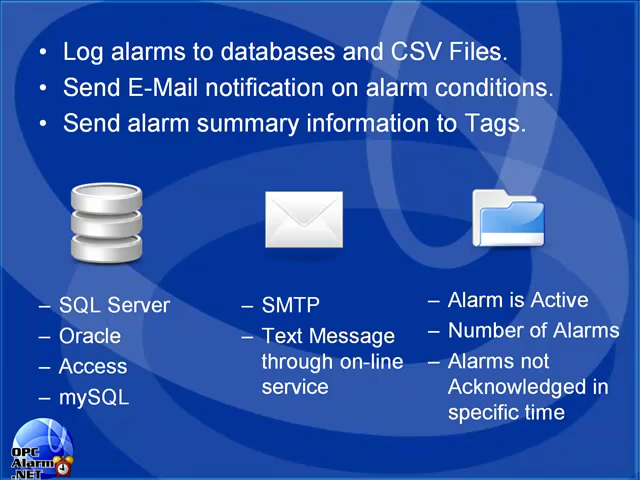 • Log alarms to databases and CSV Files.
• Send E-Mail notification on alarm conditions.
• Send alarm summary information to Tags.
– SQL Server
– Oracle
– Access
– mySQL
– SMTP
– Text Message
through on-line
service
– Alarm is Active
– Number of Alarms
– Alarms not
Acknowledged in
specific time
OPC
Alarm
.NET